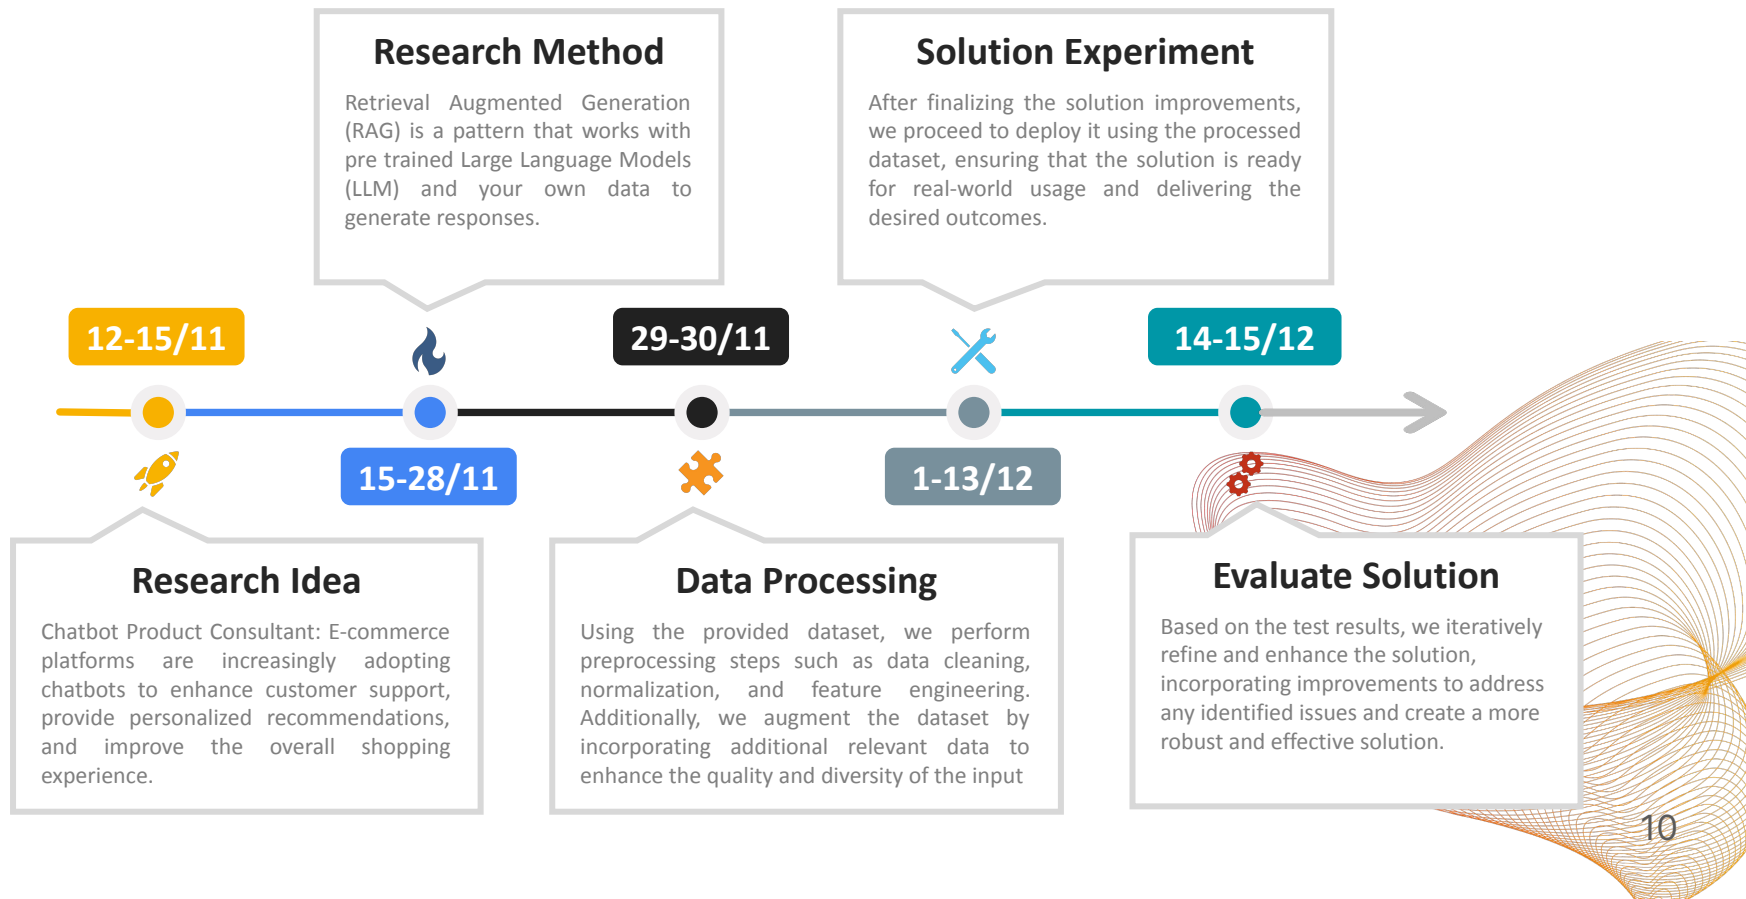 Research Method
Retrieval Augmented Generation
(RAG) is a pattern that works with
pre trained Large Language Models
(LLM) and your own data to
generate responses.
Solution Experiment
After finalizing the solution improvements,
we proceed to deploy it using the processed
dataset, ensuring that the solution is ready
for real-world usage and delivering the
desired outcomes.
12-15/11
29-30/11
14-15/12
15-28/11
1-13/12
Research Idea
Chatbot Product Consultant: E-commerce
platforms are increasingly adopting
chatbots to enhance customer support,
provide personalized recommendations,
and improve the overall shopping
experience.
Data Processing
Using the provided dataset, we perform
preprocessing steps such as data cleaning,
normalization, and feature engineering.
Additionally, we augment the dataset by
incorporating additional relevant data to
enhance the quality and diversity of the input
Evaluate Solution
Based on the test results, we iteratively
refine and enhance the solution,
incorporating improvements to address
any identified issues and create a more
robust and effective solution.
10